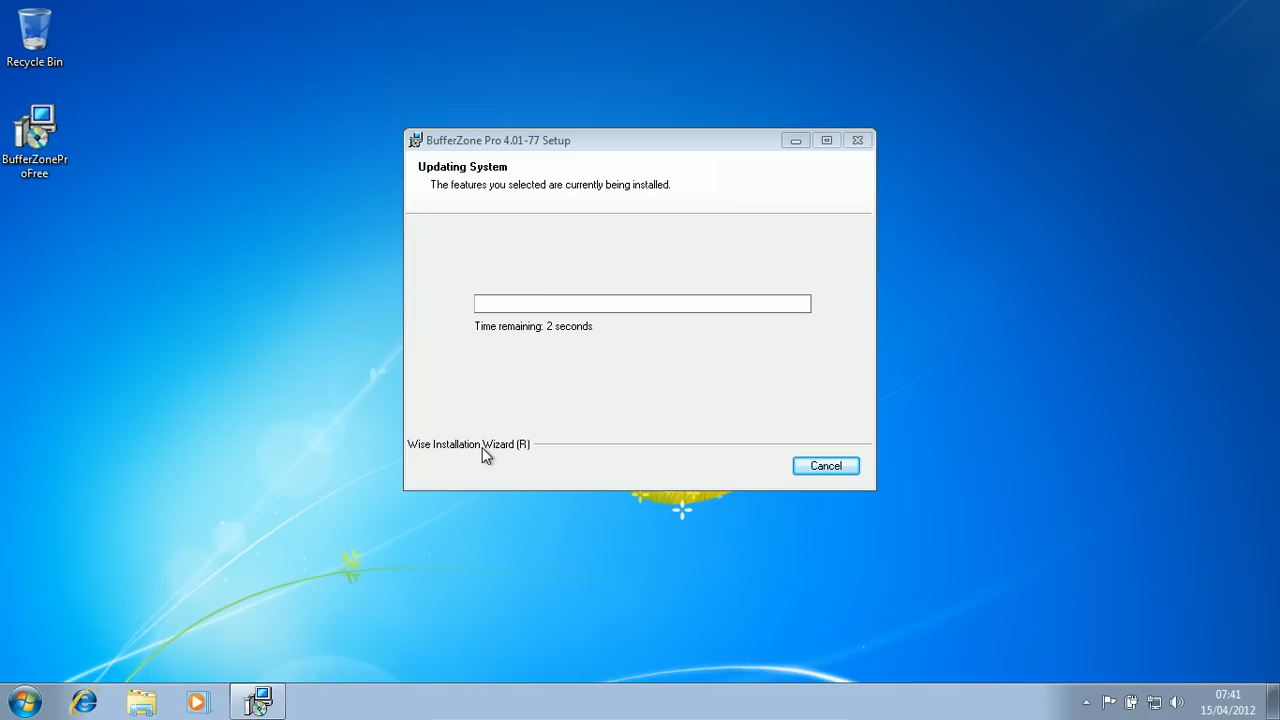 Recycle Bin
BufferZonePr
oFree
BufferZone Pro 4.01-77 Setup
Updating System
The features you selected are currently being installed.
Time remaining: 2 seconds
Wise Installation Wizard (R)
Cancel
07:41
15/04/2012